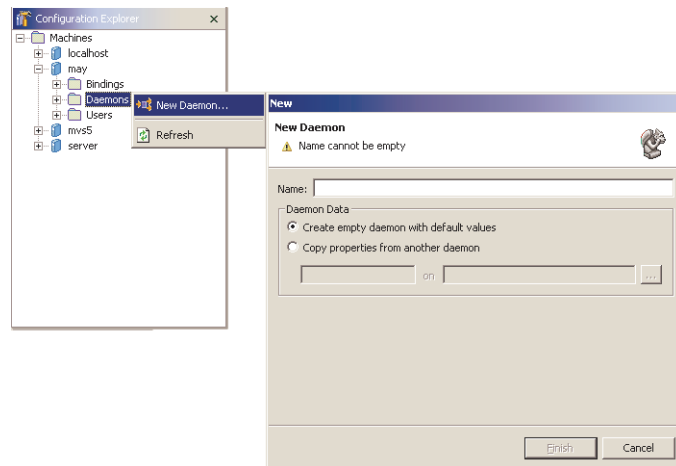 Configuration Explorer
Machines
localhost
may
Bindings
Daemons
Users
mvs5
server
New Daemon...
Refresh
New
New Daemon
Name cannot be empty
Name:
Daemon Data
Create empty daemon with default values
Copy properties from another daemon
on
...
Finish
Cancel